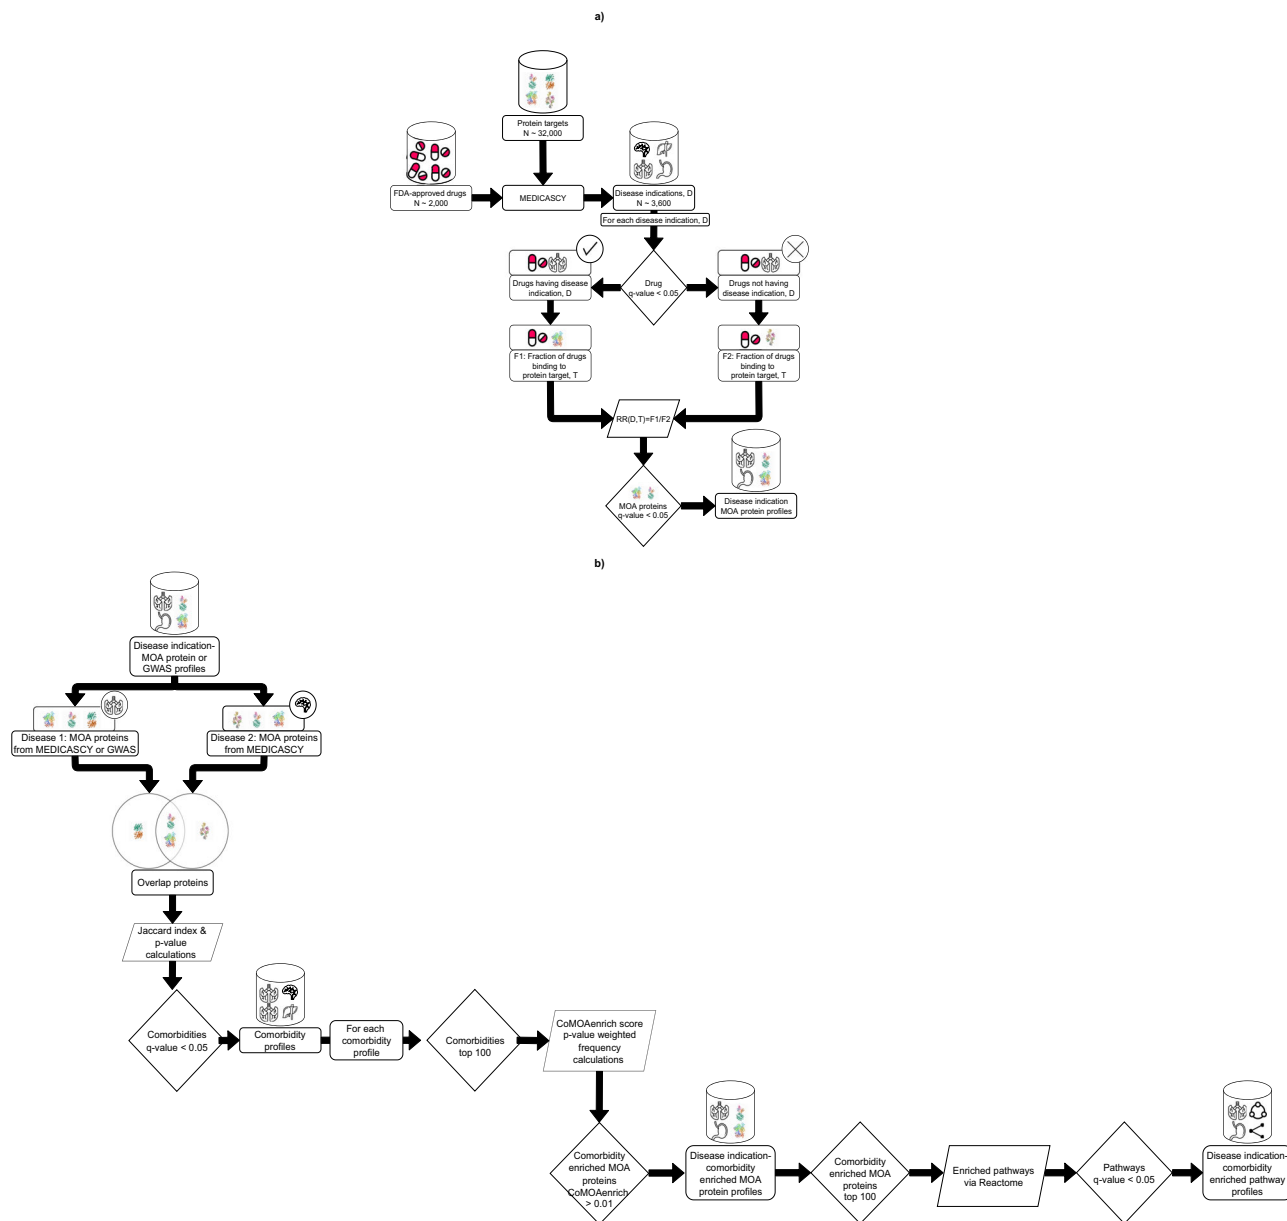 a)
Protein targets
N ~ 32,000
FDA-approved drugs
N ~ 2,000
MEDICASCY
Disease indications, D
N ~ 3,600
For each disease indication, D
Drugs having disease
indication, D
Drug
q-value < 0.05
Drugs not having
disease indication, D
F1: Fraction of drugs
binding to
protein target, T
F2: Fraction of drugs
binding to
protein target, T
RR(D,T)=F1/F2
MOA proteins
q-value < 0.05
Disease indication
MOA protein profiles
b)
Disease indication-
MOA protein or
GWAS profiles
Disease 1: MOA proteins
from MEDICASCY or GWAS
Disease 2: MOA proteins
from MEDICASCY
Overlap proteins
Jaccard index &
p-value
calculations
Comorbidities
q-value < 0.05
Comorbidity
profiles
For each
comorbidity
profile
Comorbidities
top 100
CoMOAenrich score
p-value weighted
frequency
calculations
Comorbidity
enriched MOA
proteins
CoMOAenrich
> 0.01
Disease indication-
comorbidity
enriched MOA
protein profiles
Comorbidity
enriched MOA
proteins
top 100
Enriched pathways
via Reactome
Pathways
q-value < 0.05
Disease indication-
comorbidity
enriched pathway
profiles